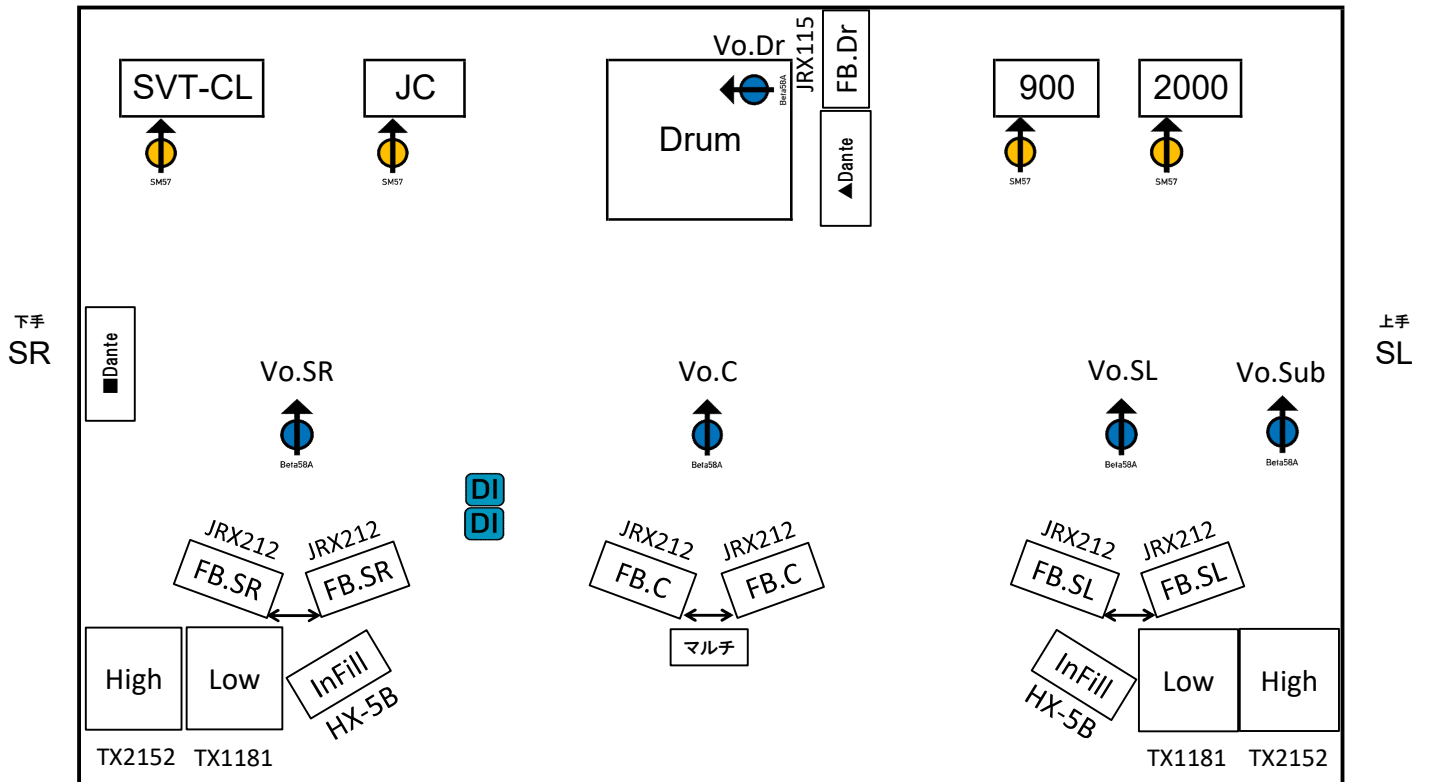 Vo.Dr
JRX115
FB.Dr
SVT-CL
JC
Beta58A
900
2000
Drum
▲Dante
SM57
SM57
SM57
SM57
下手
SR
上手
SL
■Dante
Vo.SR
Vo.C
Vo.SL
Vo.Sub
Beta58A
Beta58A
Beta58A
Beta58A
DI
DI
JRX212
JRX212
JRX212
JRX212
JRX212
JRX212
FB.SR
FB.SR
FB.C
FB.C
FB.SL
FB.SL
マルチ
High
Low
InFill
HX-5B
InFill
HX-5B
Low
High
TX2152
TX1181
TX1181
TX2152